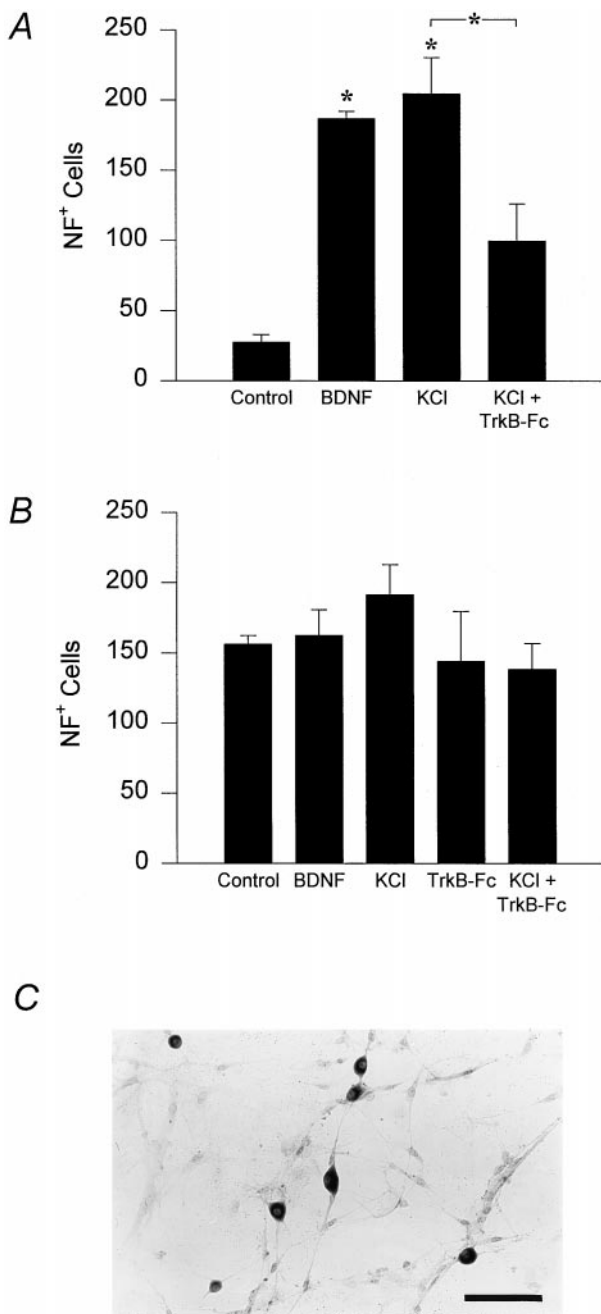 A
250
200
150
100
50
0
NF⁺ Cells
*
*
*
Control
BDNF
KCl
KCl +
TrkB-Fc
B
250
200
150
100
50
0
NF⁺ Cells
Control
BDNF
KCl
TrkB-Fc
KCl +
TrkB-Fc
C